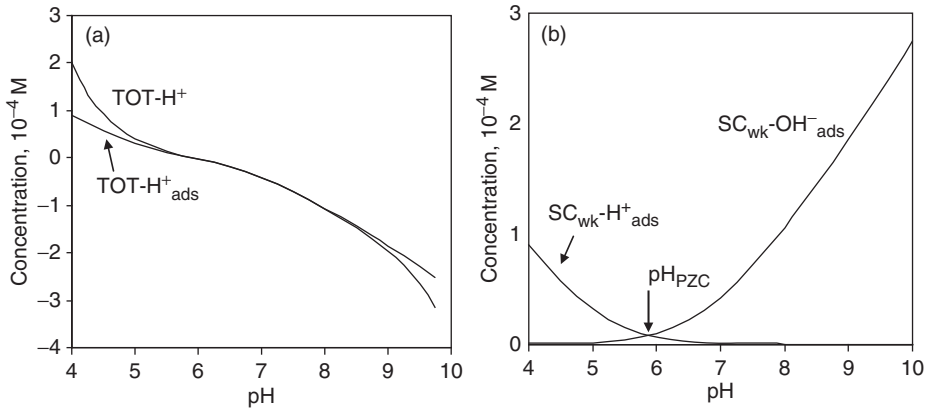 (a)
3
2
1
0
−1
−2
−3
−4
Concentration, 10⁻⁴ M
TOT-H⁺
TOT-H⁺ads
4 5 6 7 8 9 10
pH
(b)
3
2
1
0
Concentration, 10⁻⁴ M
SCwk-OH⁻ads
SCwk-H⁺ads
pHPZC
4 5 6 7 8 9 10
pH